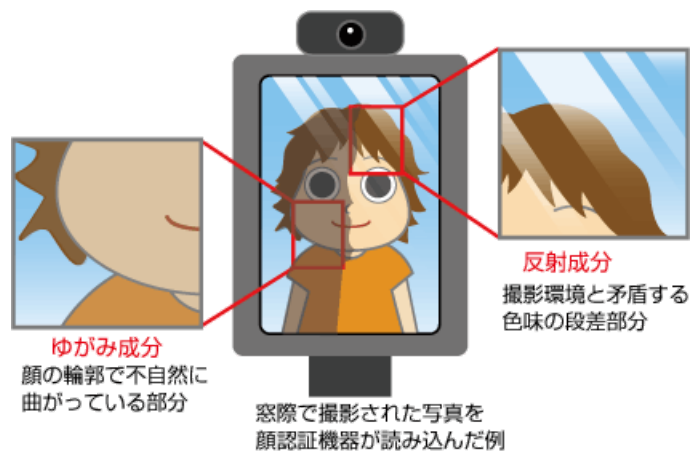 反射成分
撮影環境と矛盾する
色味の段差部分
ゆがみ成分
顔の輪郭で不自然に
曲がっている部分
窓際で撮影された写真を
顔認証機器が読み込んだ例